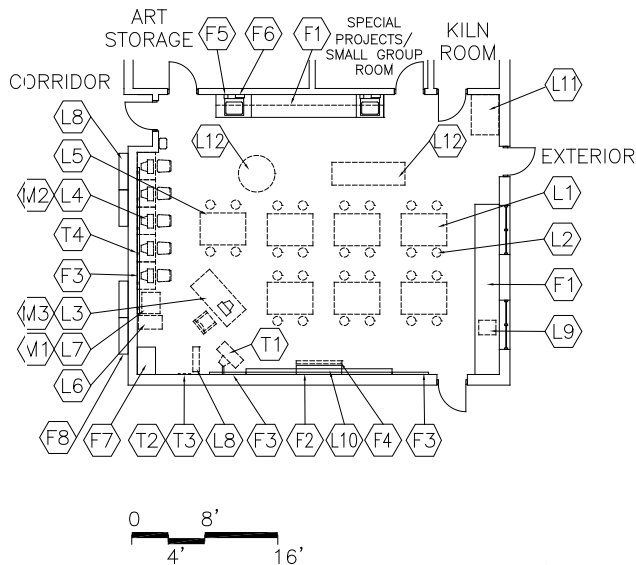 ART
STORAGE
SPECIAL
PROJECTS/
SMALL GROUP
ROOM
KILN
ROOM
F5
F6
F1
CORRIDOR
L11
L8
L5
L12
L12
EXTERIOR
M2
L4
L1
T4
L2
F3
F1
M3
L3
M1
L7
T1
L9
L6
F8
F7
T2
T3
L8
F3
F2
L10
F4
F3
0
8'
4'
16'